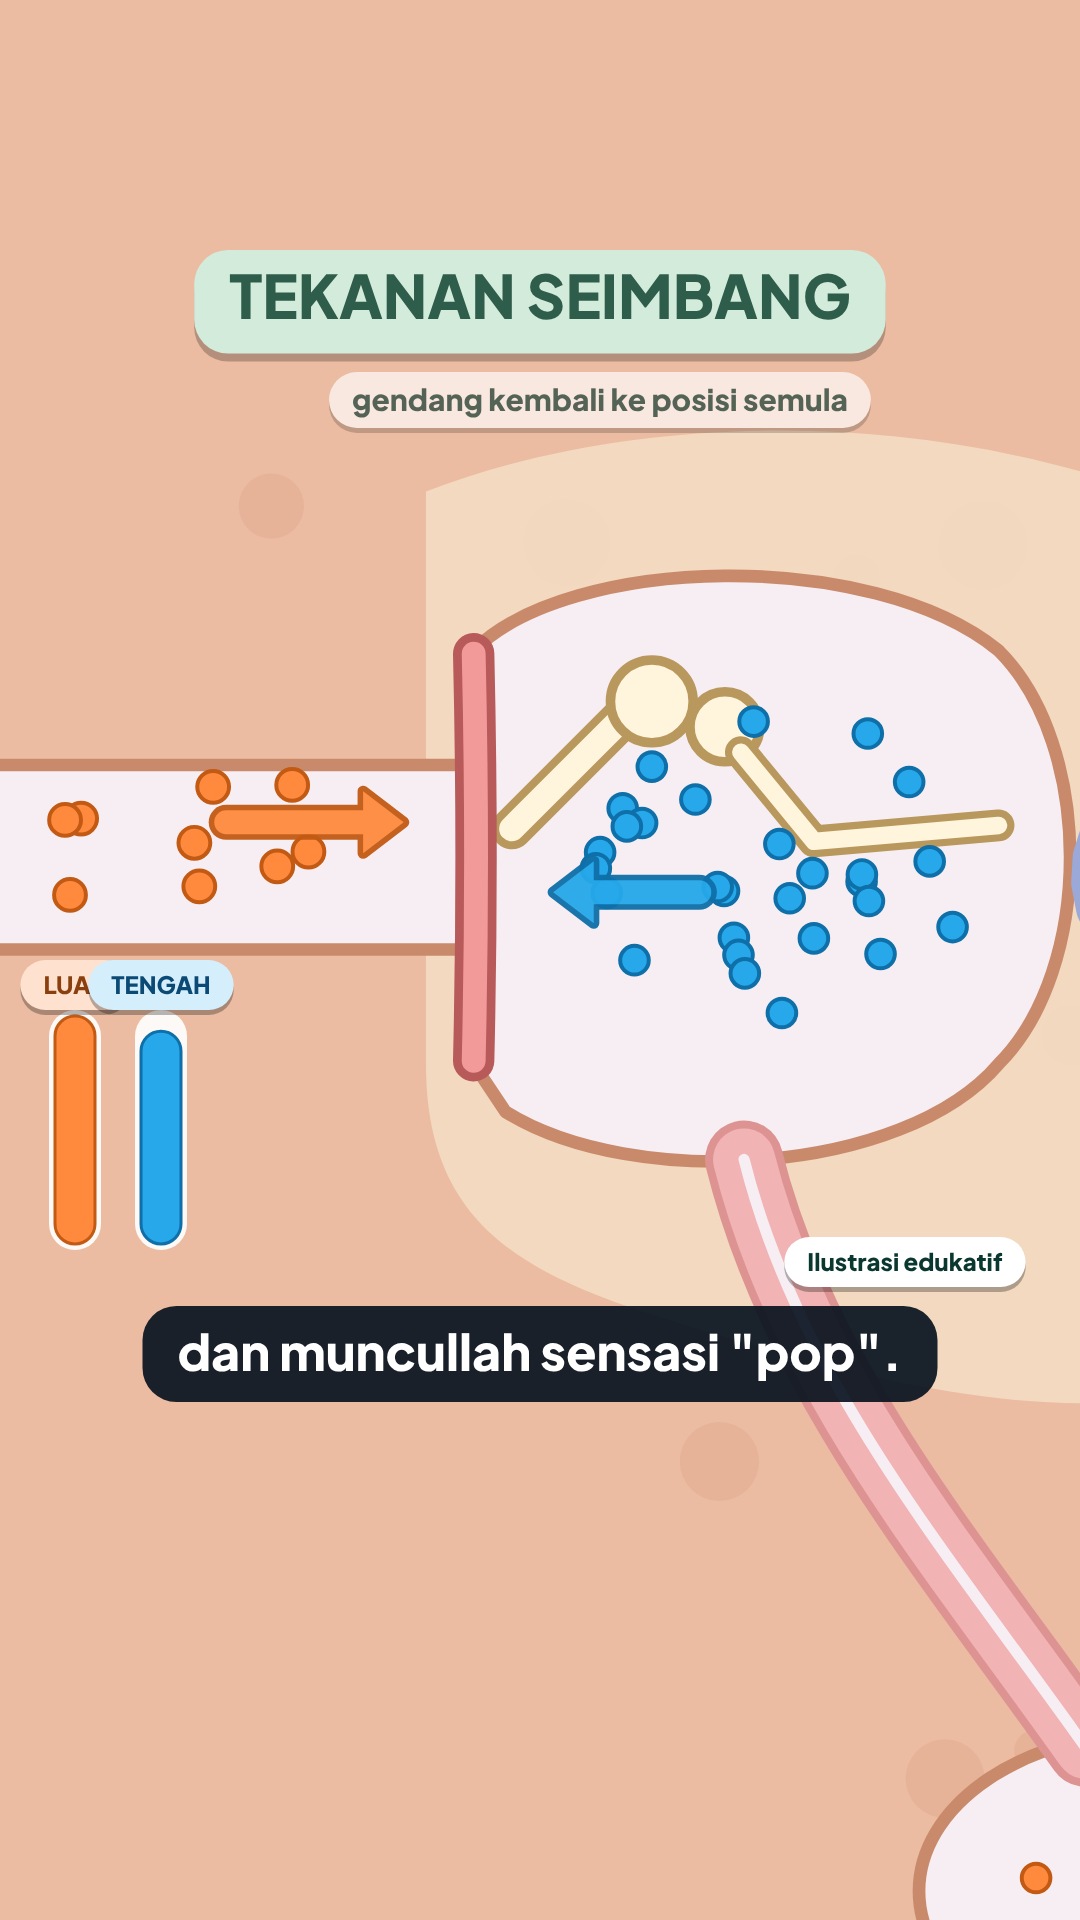 TEKANAN SEIMBANG
gendang kembali ke posisi semula
LUA TENGAH
Ilustrasi edukatif
dan muncullah sensasi "pop".